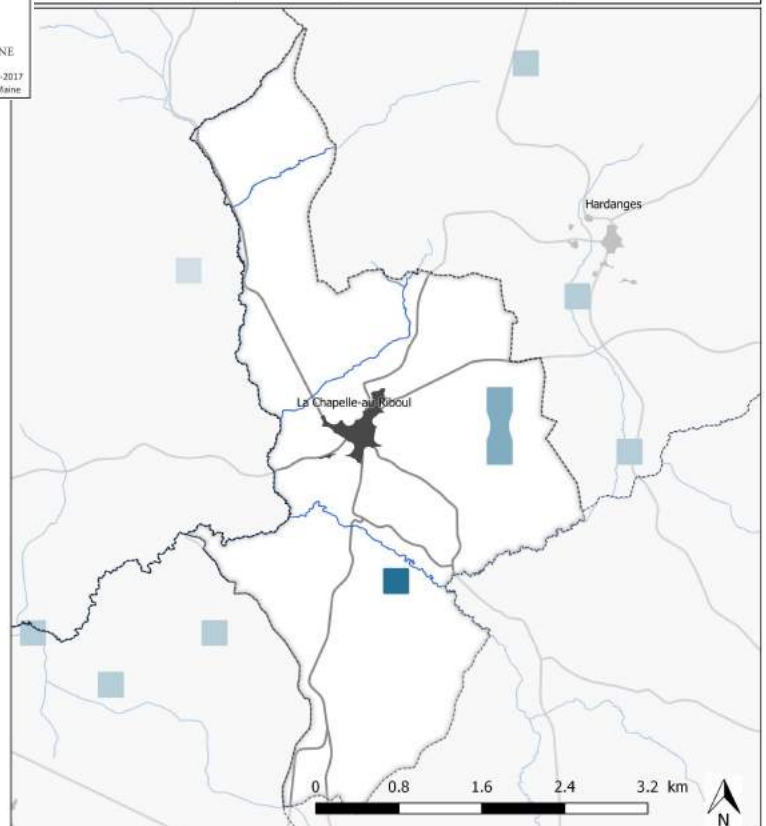 NE
-2017
Maine
Hardanges
La Chapelle-au-Riboul
0 0.8 1.6 2.4 3.2 km
N